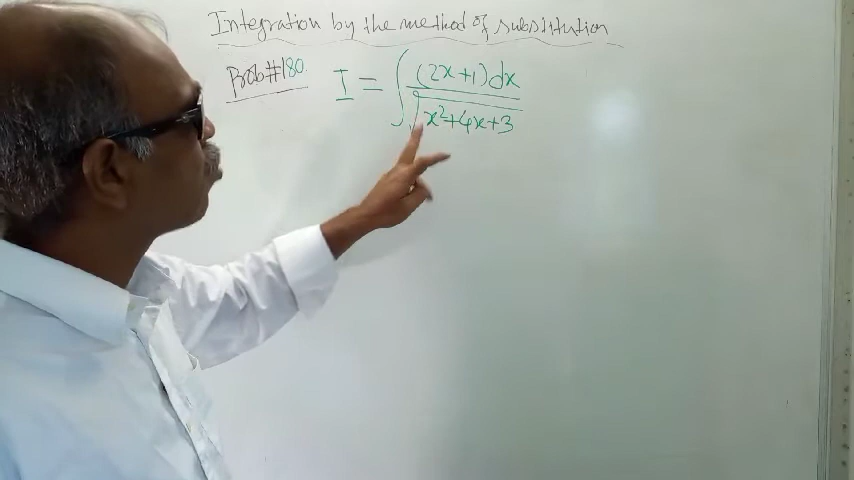 Integration by the method of substitution
Prob#180. I = ∫ (2x+1)dx / √(x²+4x+3)